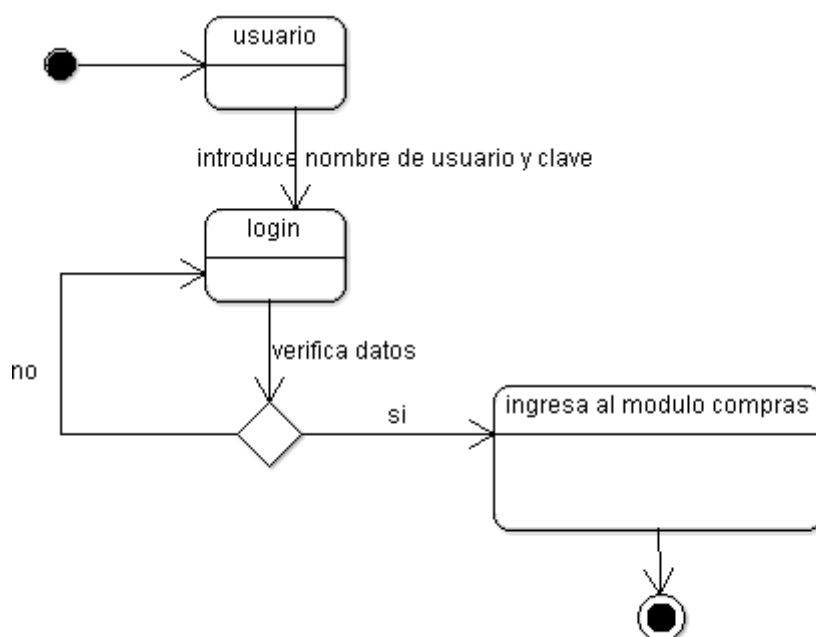 usuario
introduce nombre de usuario y clave
login
verifica datos
no
si
ingresa al modulo compras